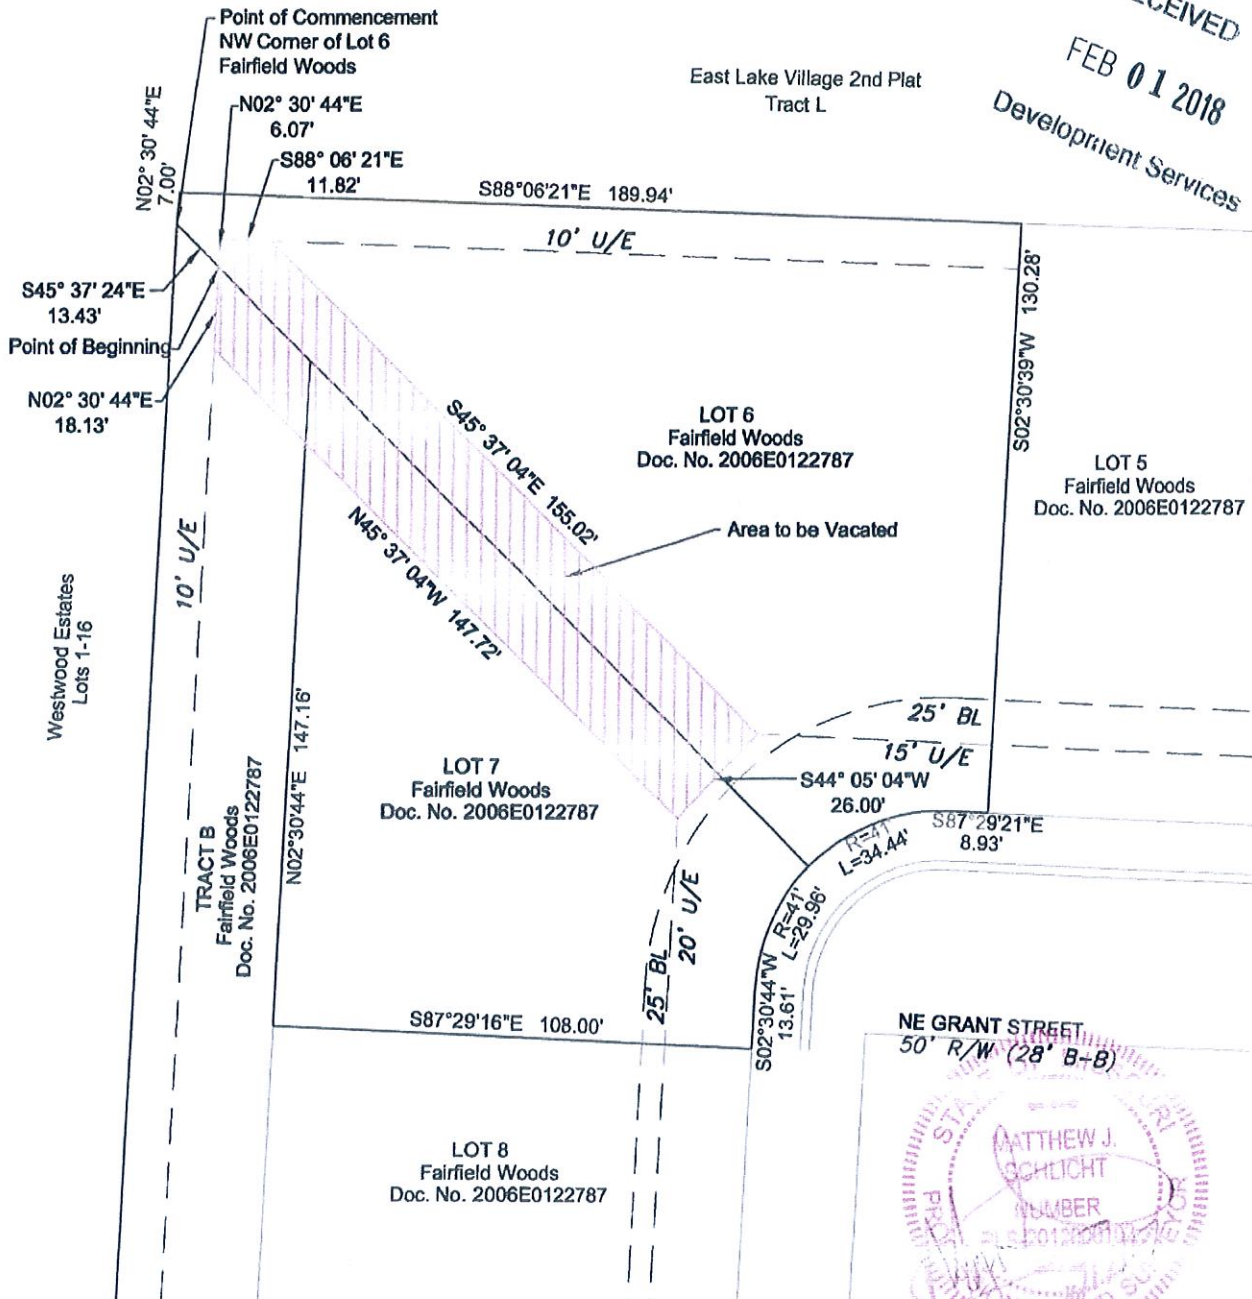 Point of Commencement
NW Corner of Lot 6
Fairfield Woods
FEB 01 2018
Development Services
East Lake Village 2nd Plat
Tract L
N02° 30' 44"E
7.00'
N02° 30' 44"E
6.07'
S88° 06' 21"E
11.82'
S88°06'21"E 189.94'
10' U/E
S45° 37' 24"E
13.43'
Point of Beginning
N02° 30' 44"E
18.13'
S02°30'39"W 130.28'
LOT 6
Fairfield Woods
Doc. No. 2006E0122787
LOT 5
Fairfield Woods
Doc. No. 2006E0122787
S45° 37' 04"E 155.02'
Area to be Vacated
N45° 37' 04"W 147.72'
10' U/E
Westwood Estates
Lots 1-16
N02°30'44"E 147.16'
TRACT B
Fairfield Woods
Doc. No. 2006E0122787
LOT 7
Fairfield Woods
Doc. No. 2006E0122787
25' BL
15' U/E
S44° 05' 04"W
26.00'
S87°29'21"E
8.93'
R=41'
L=34.44'
R=41'
L=29.96'
20' U/E
25' BL
S02°30'44"W
13.61'
S87°29'16"E 108.00'
NE GRANT STREET
50' R/W (28' B-B)
LOT 8
Fairfield Woods
Doc. No. 2006E0122787
MATTHEW J.
SCHLICHT
NUMBER